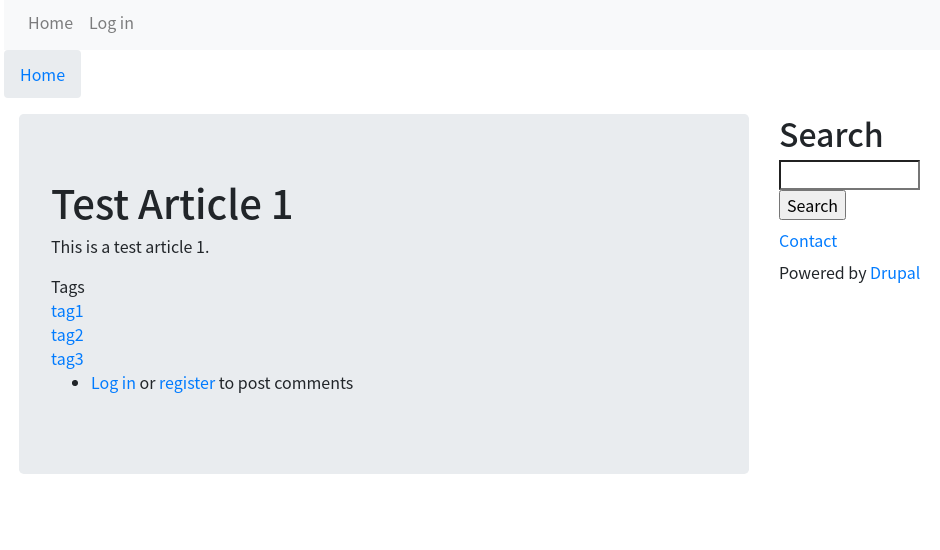 Home Log in
Home
Test Article 1
This is a test article 1.
Tags
tag1
tag2
tag3
Log in or register to post comments
Search
Search
Contact
Powered by Drupal